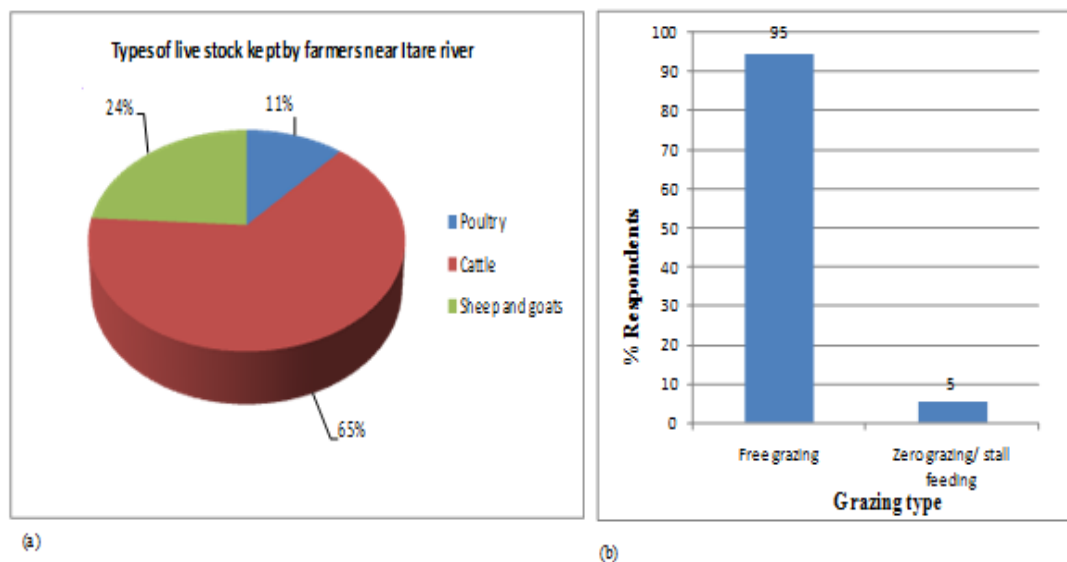 Types of live stock kept by farmers near Itare river
24%
11%
65%
Poultry
Cattle
Sheep and goats
(a)
% Respondents
100
90
80
70
60
50
40
30
20
10
0
95
5
Free grazing
Zero grazing/ stall
feeding
Grazing type
(b)